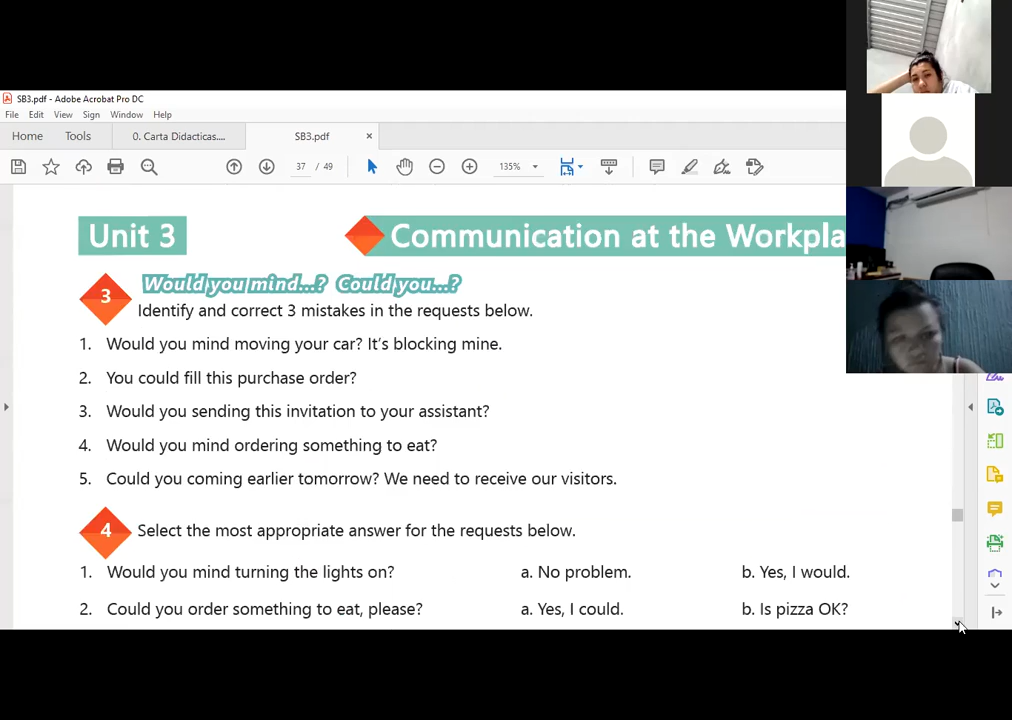 SB3.pdf - Adobe Acrobat Pro DC
File Edit View Sign Window Help
Home Tools 0. Carta Didacticas.... SB3.pdf ×
37 / 49 135%
Unit 3 Communication at the Workpla
Would you mind...? Could you...?
3 Identify and correct 3 mistakes in the requests below.
1. Would you mind moving your car? It's blocking mine.
2. You could fill this purchase order?
3. Would you sending this invitation to your assistant?
4. Would you mind ordering something to eat?
5. Could you coming earlier tomorrow? We need to receive our visitors.
4 Select the most appropriate answer for the requests below.
1. Would you mind turning the lights on? a. No problem. b. Yes, I would.
2. Could you order something to eat, please? a. Yes, I could. b. Is pizza OK?